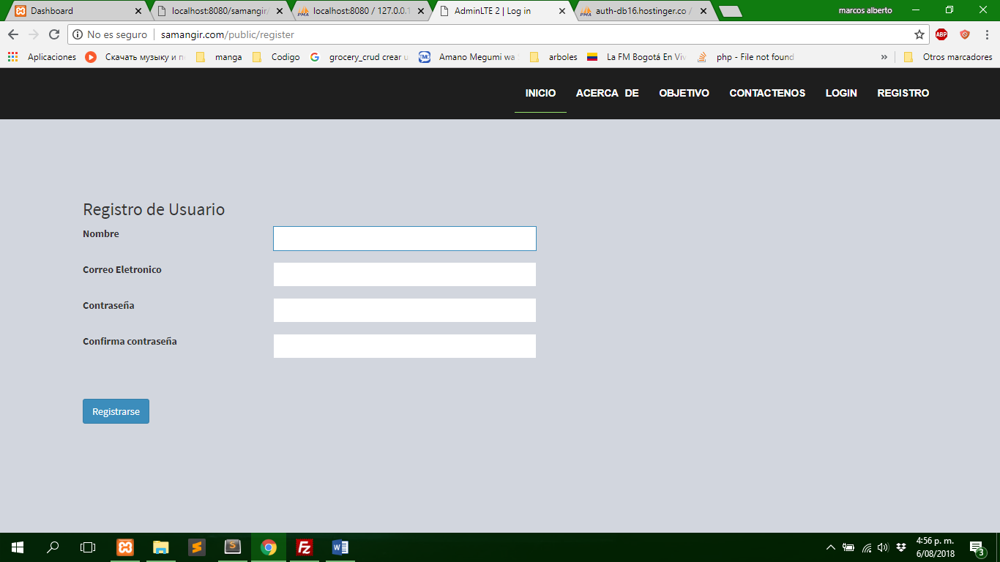 Dashboard
localhost:8080/samangir/
localhost:8080 / 127.0.0.1
AdminLTE 2 | Log in
auth-db16.hostinger.co /
marcos alberto
No es seguro
samangir.com/public/register
ABP
Aplicaciones
Скачать музыку и п
manga
Codigo
grocery_crud crear u
Amano Megumi wa
arboles
La FM Bogotá En Viv
php - File not found
»
Otros marcadores
INICIO
ACERCA DE
OBJETIVO
CONTACTENOS
LOGIN
REGISTRO
Registro de Usuario
Nombre
Correo Eletronico
Contraseña
Confirma contraseña
Registrarse
4:56 p. m.
6/08/2018
3